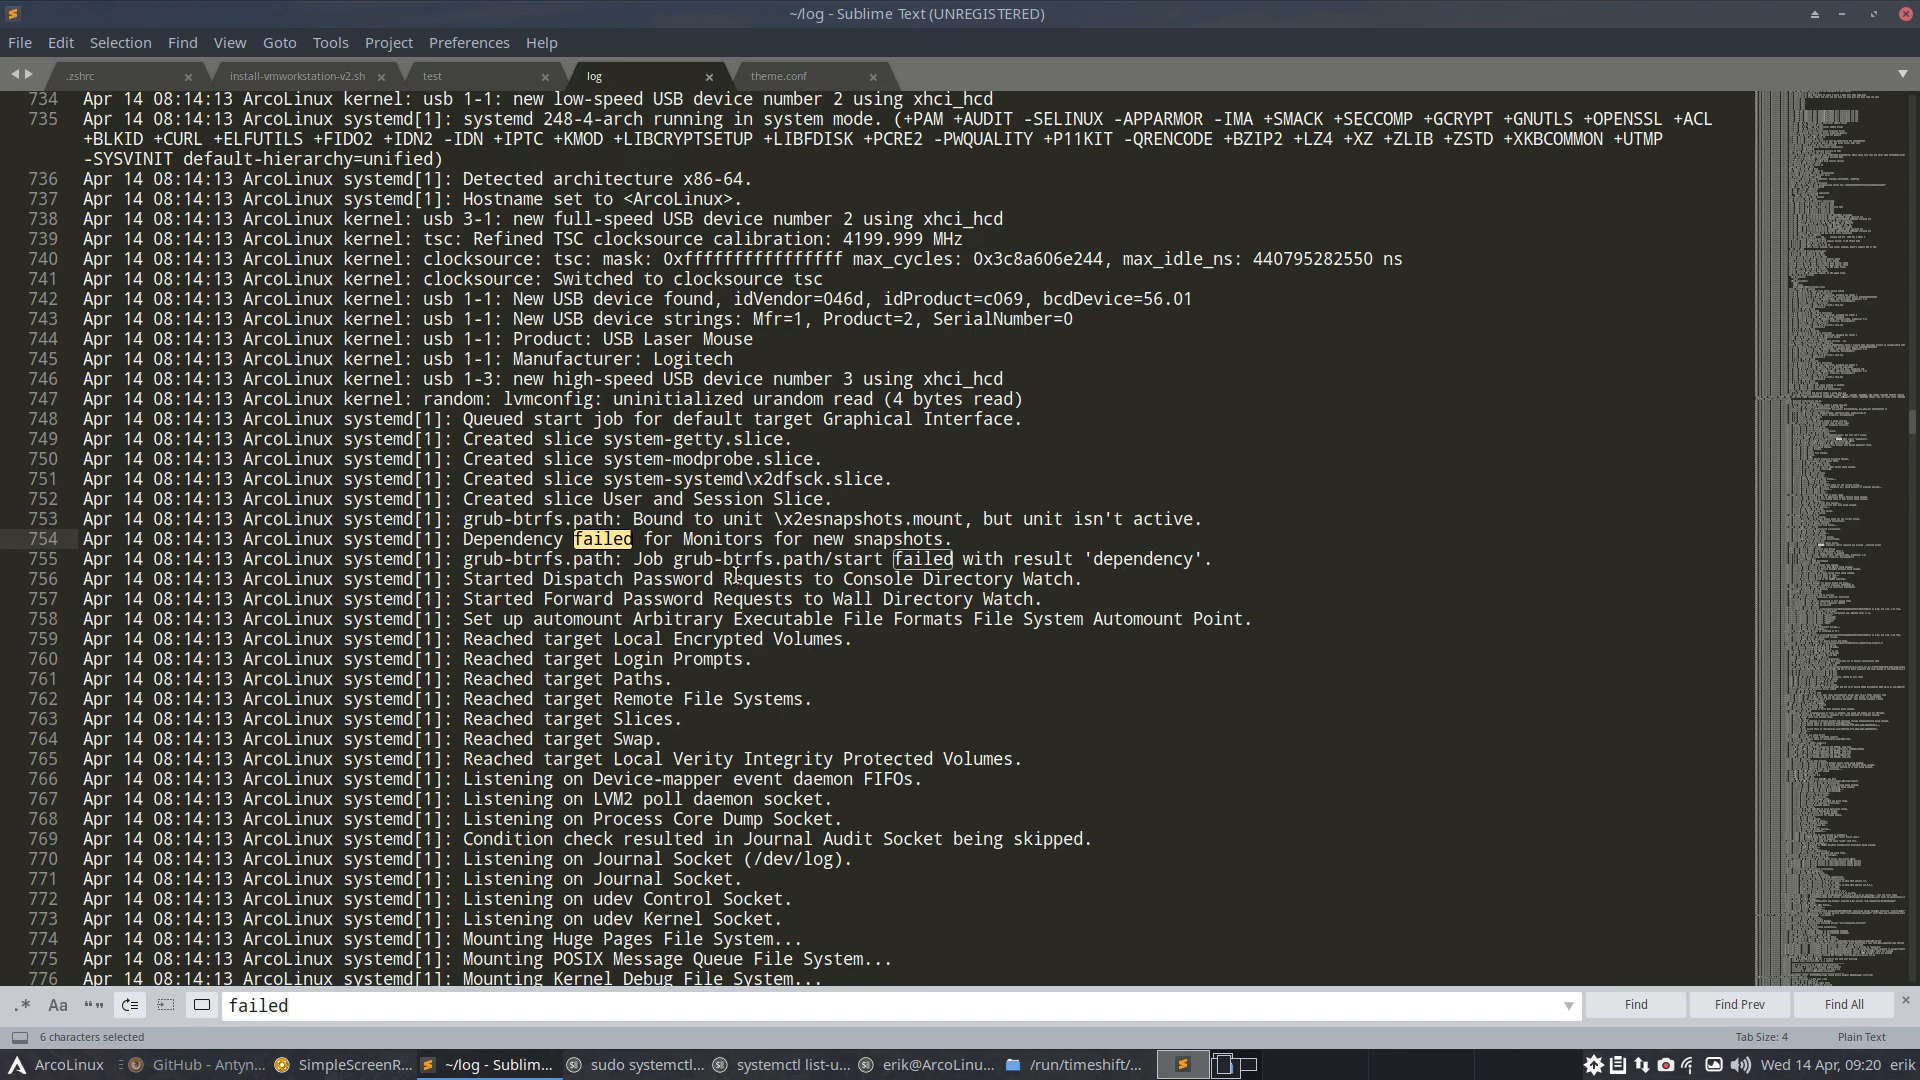 ~/log - Sublime Text (UNREGISTERED)
File Edit Selection Find View Goto Tools Project Preferences Help
.zshrc install-vmworkstation-v2.sh test log theme.conf
734 Apr 14 08:14:13 ArcoLinux kernel: usb 1-1: new low-speed USB device number 2 using xhci_hcd
735 Apr 14 08:14:13 ArcoLinux systemd[1]: systemd 248-4-arch running in system mode. (+PAM +AUDIT -SELINUX -APPARMOR -IMA +SMACK +SECCOMP +GCRYPT +GNUTLS +OPENSSL +ACL
+BLKID +CURL +ELFUTILS +FIDO2 +IDN2 -IDN +IPTC +KMOD +LIBCRYPTSETUP +LIBFDISK +PCRE2 -PWQUALITY +P11KIT -QRENCODE +BZIP2 +LZ4 +XZ +ZLIB +ZSTD +XKBCOMMON +UTMP
-SYSVINIT default-hierarchy=unified)
736 Apr 14 08:14:13 ArcoLinux systemd[1]: Detected architecture x86-64.
737 Apr 14 08:14:13 ArcoLinux systemd[1]: Hostname set to <ArcoLinux>.
738 Apr 14 08:14:13 ArcoLinux kernel: usb 3-1: new full-speed USB device number 2 using xhci_hcd
739 Apr 14 08:14:13 ArcoLinux kernel: tsc: Refined TSC clocksource calibration: 4199.999 MHz
740 Apr 14 08:14:13 ArcoLinux kernel: clocksource: tsc: mask: 0xffffffffffffffff max_cycles: 0x3c8a606e244, max_idle_ns: 440795282550 ns
741 Apr 14 08:14:13 ArcoLinux kernel: clocksource: Switched to clocksource tsc
742 Apr 14 08:14:13 ArcoLinux kernel: usb 1-1: New USB device found, idVendor=046d, idProduct=c069, bcdDevice=56.01
743 Apr 14 08:14:13 ArcoLinux kernel: usb 1-1: New USB device strings: Mfr=1, Product=2, SerialNumber=0
744 Apr 14 08:14:13 ArcoLinux kernel: usb 1-1: Product: USB Laser Mouse
745 Apr 14 08:14:13 ArcoLinux kernel: usb 1-1: Manufacturer: Logitech
746 Apr 14 08:14:13 ArcoLinux kernel: usb 1-3: new high-speed USB device number 3 using xhci_hcd
747 Apr 14 08:14:13 ArcoLinux kernel: random: lvmconfig: uninitialized urandom read (4 bytes read)
748 Apr 14 08:14:13 ArcoLinux systemd[1]: Queued start job for default target Graphical Interface.
749 Apr 14 08:14:13 ArcoLinux systemd[1]: Created slice system-getty.slice.
750 Apr 14 08:14:13 ArcoLinux systemd[1]: Created slice system-modprobe.slice.
751 Apr 14 08:14:13 ArcoLinux systemd[1]: Created slice system-systemd\x2dfsck.slice.
752 Apr 14 08:14:13 ArcoLinux systemd[1]: Created slice User and Session Slice.
753 Apr 14 08:14:13 ArcoLinux systemd[1]: grub-btrfs.path: Bound to unit \x2esnapshots.mount, but unit isn't active.
754 Apr 14 08:14:13 ArcoLinux systemd[1]: Dependency failed for Monitors for new snapshots.
755 Apr 14 08:14:13 ArcoLinux systemd[1]: grub-btrfs.path: Job grub-btrfs.path/start failed with result 'dependency'.
756 Apr 14 08:14:13 ArcoLinux systemd[1]: Started Dispatch Password Requests to Console Directory Watch.
757 Apr 14 08:14:13 ArcoLinux systemd[1]: Started Forward Password Requests to Wall Directory Watch.
758 Apr 14 08:14:13 ArcoLinux systemd[1]: Set up automount Arbitrary Executable File Formats File System Automount Point.
759 Apr 14 08:14:13 ArcoLinux systemd[1]: Reached target Local Encrypted Volumes.
760 Apr 14 08:14:13 ArcoLinux systemd[1]: Reached target Login Prompts.
761 Apr 14 08:14:13 ArcoLinux systemd[1]: Reached target Paths.
762 Apr 14 08:14:13 ArcoLinux systemd[1]: Reached target Remote File Systems.
763 Apr 14 08:14:13 ArcoLinux systemd[1]: Reached target Slices.
764 Apr 14 08:14:13 ArcoLinux systemd[1]: Reached target Swap.
765 Apr 14 08:14:13 ArcoLinux systemd[1]: Reached target Local Verity Integrity Protected Volumes.
766 Apr 14 08:14:13 ArcoLinux systemd[1]: Listening on Device-mapper event daemon FIFOs.
767 Apr 14 08:14:13 ArcoLinux systemd[1]: Listening on LVM2 poll daemon socket.
768 Apr 14 08:14:13 ArcoLinux systemd[1]: Listening on Process Core Dump Socket.
769 Apr 14 08:14:13 ArcoLinux systemd[1]: Condition check resulted in Journal Audit Socket being skipped.
770 Apr 14 08:14:13 ArcoLinux systemd[1]: Listening on Journal Socket (/dev/log).
771 Apr 14 08:14:13 ArcoLinux systemd[1]: Listening on Journal Socket.
772 Apr 14 08:14:13 ArcoLinux systemd[1]: Listening on udev Control Socket.
773 Apr 14 08:14:13 ArcoLinux systemd[1]: Listening on udev Kernel Socket.
774 Apr 14 08:14:13 ArcoLinux systemd[1]: Mounting Huge Pages File System...
775 Apr 14 08:14:13 ArcoLinux systemd[1]: Mounting POSIX Message Queue File System...
776 Apr 14 08:14:13 ArcoLinux systemd[1]: Mounting Kernel Debug File System...
.* Aa “” failed Find Find Prev Find All
6 characters selected Tab Size: 4 Plain Text
ArcoLinux GitHub - Antyn... SimpleScreenR... ~/log - Sublim... sudo systemctl... systemctl list-u... erik@ArcoLinu... /run/timeshift/... Wed 14 Apr, 09:20 erik